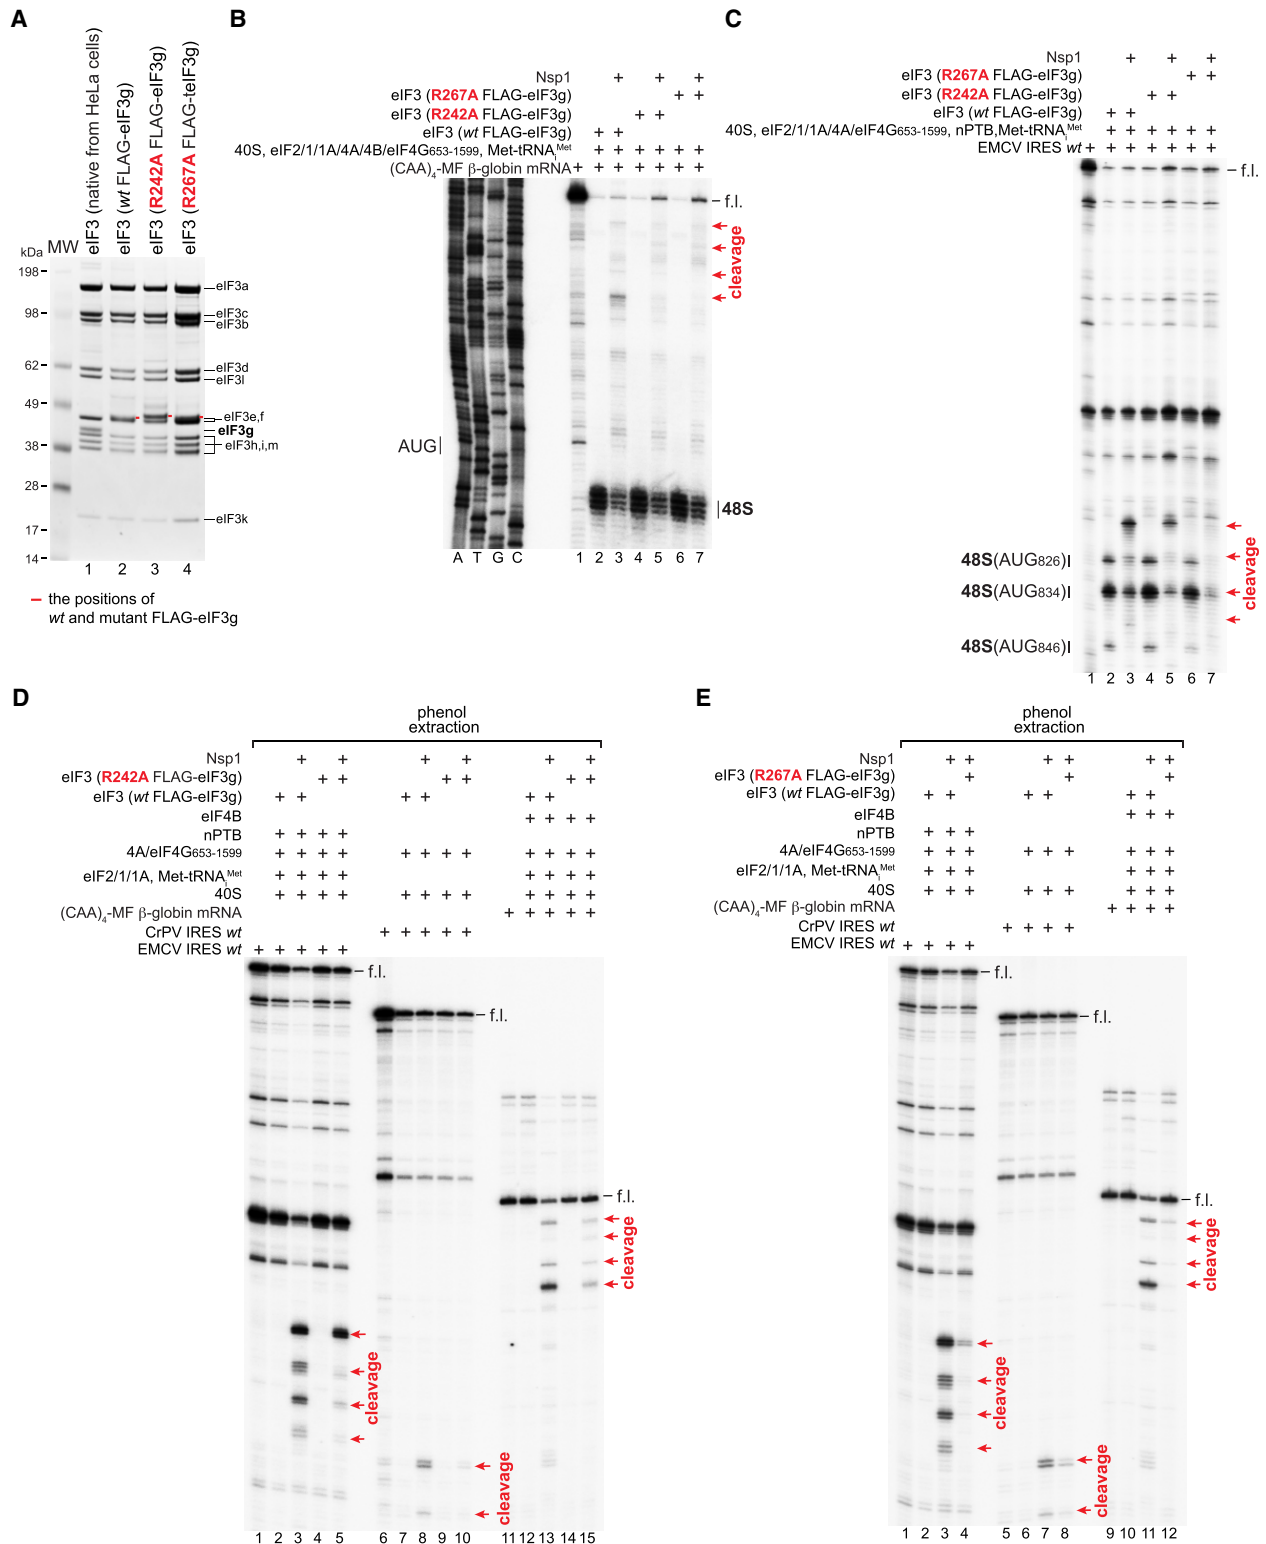 A
eIF3 (native from HeLa cells)
eIF3 (wt FLAG-eIF3g)
eIF3 (R242A FLAG-eIF3g)
eIF3 (R267A FLAG-teIF3g)
kDa MW
198
98
62
49
38
28
17
14
eIF3a
eIF3c
eIF3b
eIF3d
eIF3l
eIF3e,f
eIF3g
eIF3h,i,m
eIF3k
1 2 3 4
the positions of
wt and mutant FLAG-eIF3g
B
Nsp1 + + +
eIF3 (R267A FLAG-eIF3g) + +
eIF3 (R242A FLAG-eIF3g) + +
eIF3 (wt FLAG-eIF3g) + +
40S, eIF2/1/1A/4A/4B/eIF4G653-1599, Met-tRNAiMet + + + + + +
(CAA)4-MF β-globin mRNA + + + + + + +
f.l.
cleavage
AUG
48S
A T G C 1 2 3 4 5 6 7
C
Nsp1 + + +
eIF3 (R267A FLAG-eIF3g) + +
eIF3 (R242A FLAG-eIF3g) + +
eIF3 (wt FLAG-eIF3g) + +
40S, eIF2/1/1A/4A/eIF4G653-1599, nPTB,Met-tRNAiMet + + + + + +
EMCV IRES wt + + + + + + +
f.l.
48S(AUG826)
48S(AUG834)
48S(AUG846)
cleavage
1 2 3 4 5 6 7
D
phenol
extraction
Nsp1 + + + + + +
eIF3 (R242A FLAG-eIF3g) + + + + + +
eIF3 (wt FLAG-eIF3g) + + + + + +
eIF4B + + + +
nPTB + + + +
4A/eIF4G653-1599 + + + + + + + + + + + +
eIF2/1/1A, Met-tRNAiMet + + + + + + + +
40S + + + + + + + + + + + +
(CAA)4-MF β-globin mRNA + + + + +
CrPV IRES wt + + + + +
EMCV IRES wt + + + + +
f.l.
f.l.
f.l.
cleavage
cleavage
cleavage
1 2 3 4 5 6 7 8 9 10 11 12 13 14 15
E
phenol
extraction
Nsp1 + + + + + +
eIF3 (R267A FLAG-eIF3g) + + +
eIF3 (wt FLAG-eIF3g) + + + + + +
eIF4B + + +
nPTB + + +
4A/eIF4G653-1599 + + + + + + + + +
eIF2/1/1A, Met-tRNAiMet + + + + + +
40S + + + + + + + + +
(CAA)4-MF β-globin mRNA + + + +
CrPV IRES wt + + + +
EMCV IRES wt + + + +
f.l.
f.l.
f.l.
cleavage
cleavage
cleavage
1 2 3 4 5 6 7 8 9 10 11 12